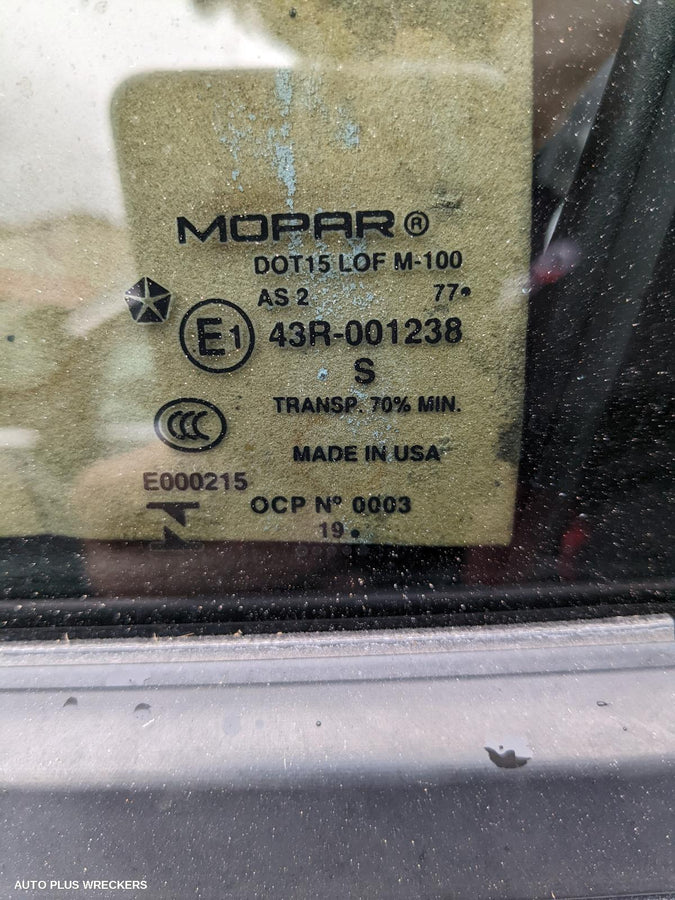 MOPAR®
DOT15 LOF M-100
AS 2 77•
E1 43R-001238
S
TRANSP. 70% MIN.
CCC
MADE IN USA
E000215
OCP Nº 0003
19•
AUTO PLUS WRECKERS